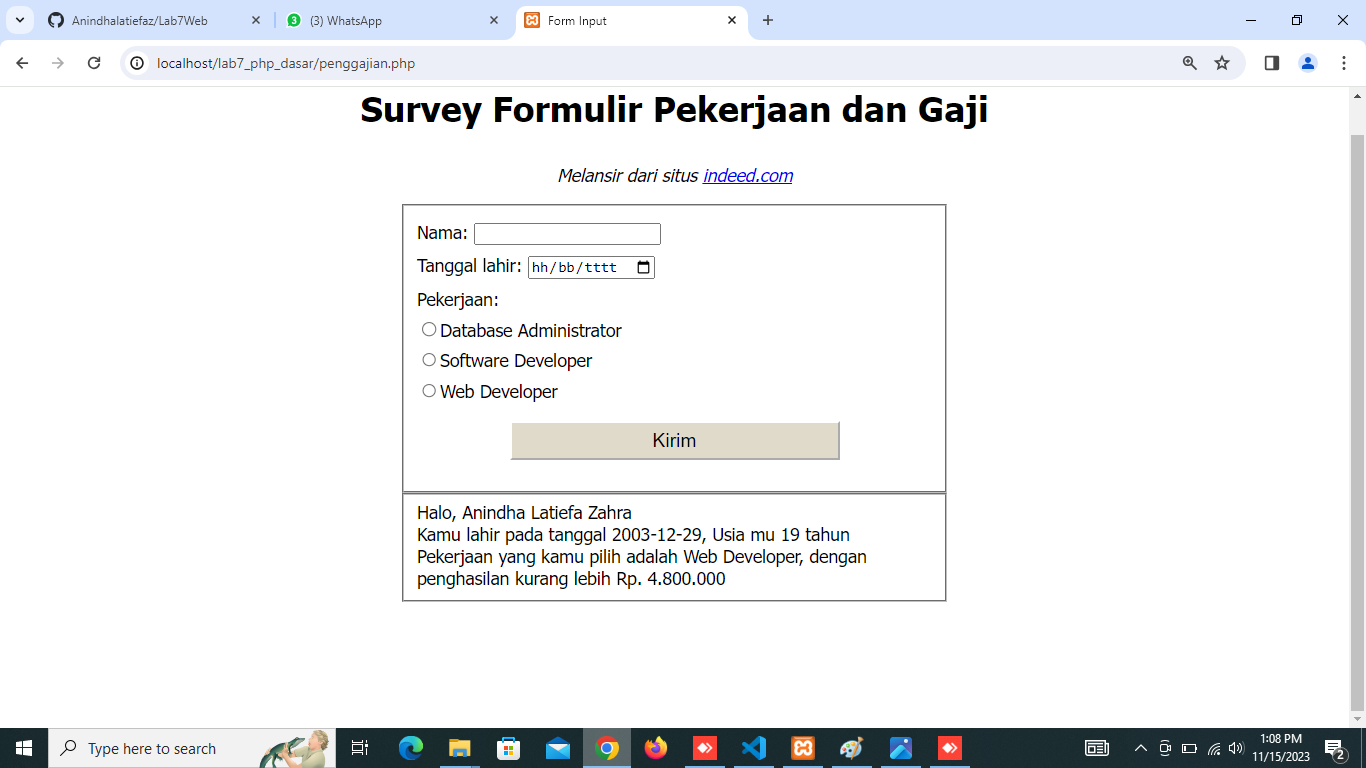 Anindhalatiefaz/Lab7Web
3
(3) WhatsApp
Form Input
localhost/lab7_php_dasar/penggajian.php
Survey Formulir Pekerjaan dan Gaji
Melansir dari situs indeed.com
Nama:
Tanggal lahir: hh/bb/tttt
Pekerjaan:
Database Administrator
Software Developer
Web Developer
Kirim
Halo, Anindha Latiefa Zahra
Kamu lahir pada tanggal 2003-12-29, Usia mu 19 tahun
Pekerjaan yang kamu pilih adalah Web Developer, dengan
penghasilan kurang lebih Rp. 4.800.000
Type here to search
1:08 PM
11/15/2023
2